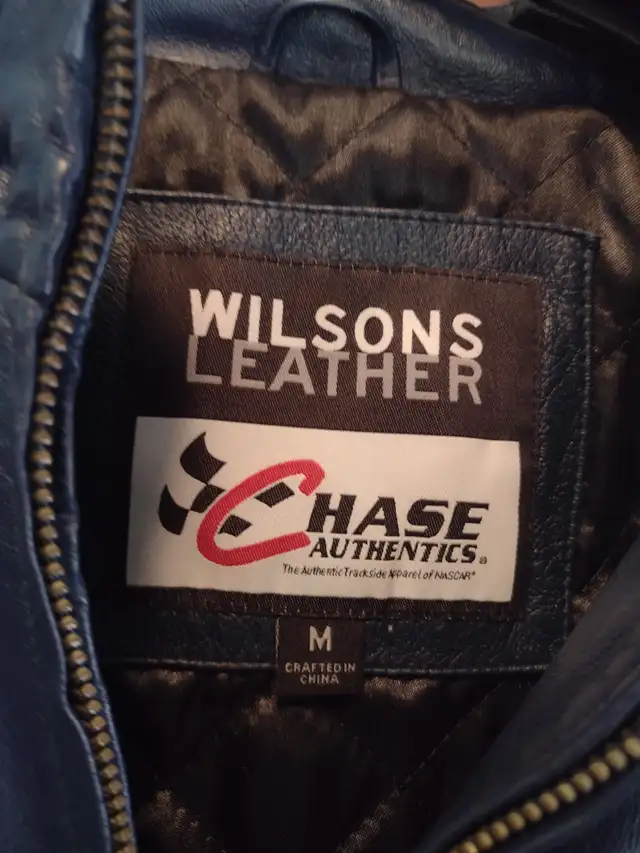 WILSONS
LEATHER
CHASE
AUTHENTICS®
The Authentic Trackside Apparel of NASCAR®
M
CRAFTED IN
CHINA